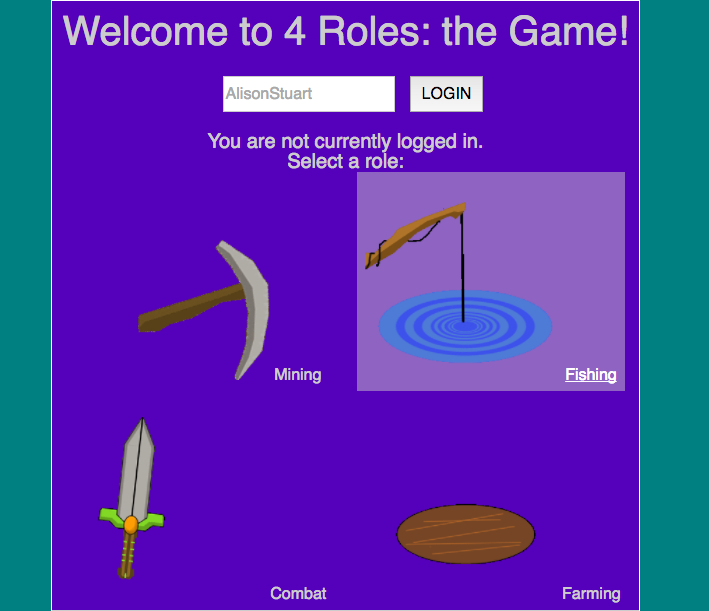 Welcome to 4 Roles: the Game!
AlisonStuart LOGIN
You are not currently logged in.
Select a role:
Mining Fishing
Combat Farming